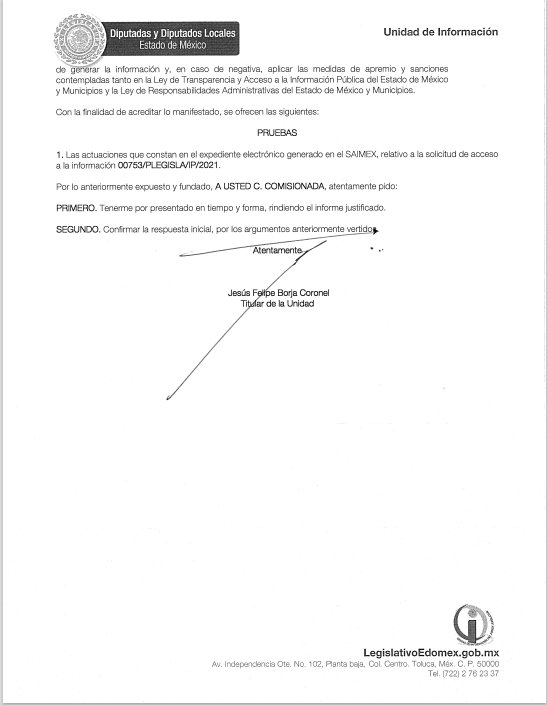 Diputadas y Diputados Locales
Estado de México
Unidad de Información
de generar la información y, en caso de negativa, aplicar las medidas de apremio y sanciones
contempladas tanto en la Ley de Transparencia y Acceso a la Información Pública del Estado de México
y Municipios y la Ley de Responsabilidades Administrativas del Estado de México y Municipios.
Con la finalidad de acreditar lo manifestado, se ofrecen las siguientes:
PRUEBAS
1. Las actuaciones que constan en el expediente electrónico generado en el SAIMEX, relativo a la solicitud de acceso
a la información 00753/PLEGISLA/IP/2021.
Por lo anteriormente expuesto y fundado, A USTED C. COMISIONADA, atentamente pido:
PRIMERO. Tenerme por presentado en tiempo y forma, rindiendo el informe justificado.
SEGUNDO. Confirmar la respuesta inicial, por los argumentos anteriormente vertidos.
Atentamente
Jesús Felipe Borja Coronel
Titular de la Unidad
LegislativoEdomex.gob.mx
Av. Independencia Ote. No. 102, Planta baja, Col. Centro. Toluca, Méx. C. P. 50000
Tel. (722) 2 76 23 37